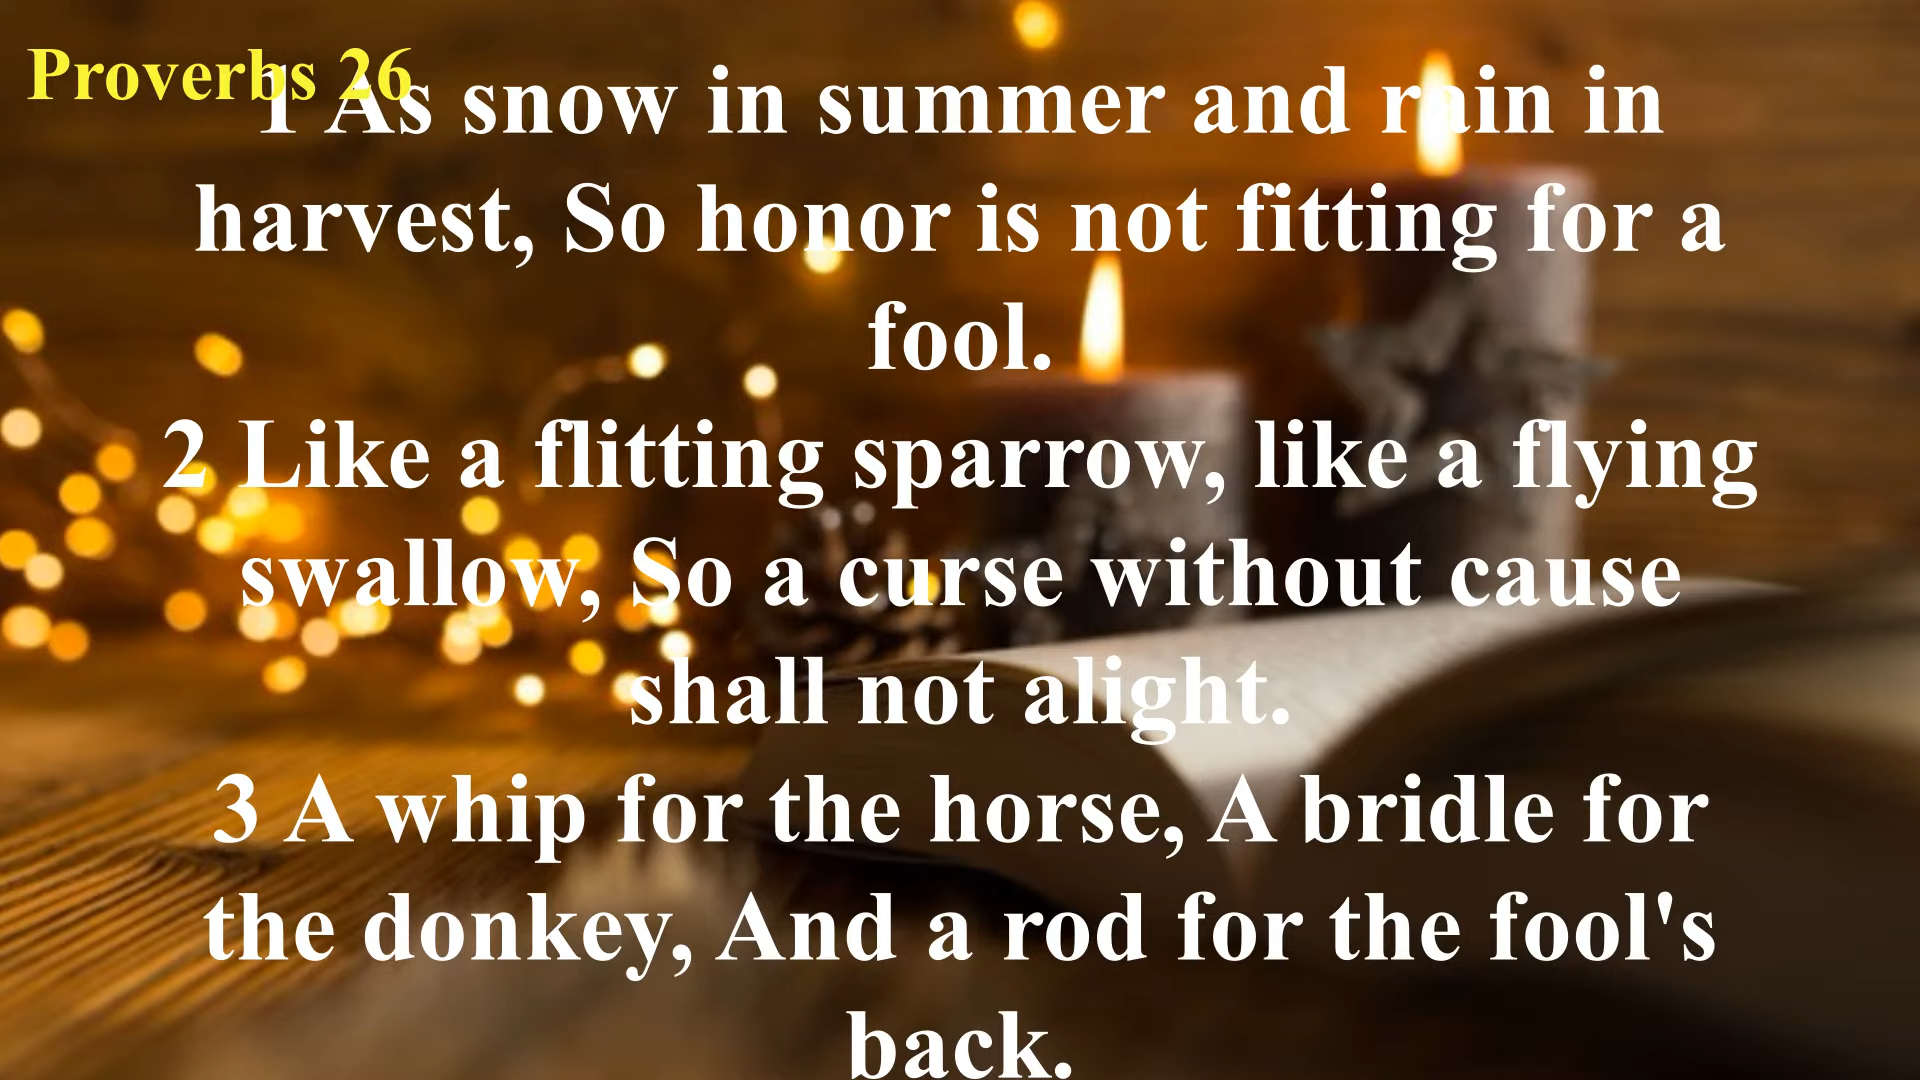 Proverbs 26
1 As snow in summer and rain in
harvest, So honor is not fitting for a
fool.
2 Like a flitting sparrow, like a flying
swallow, So a curse without cause
shall not alight.
3 A whip for the horse, A bridle for
the donkey, And a rod for the fool's
back.